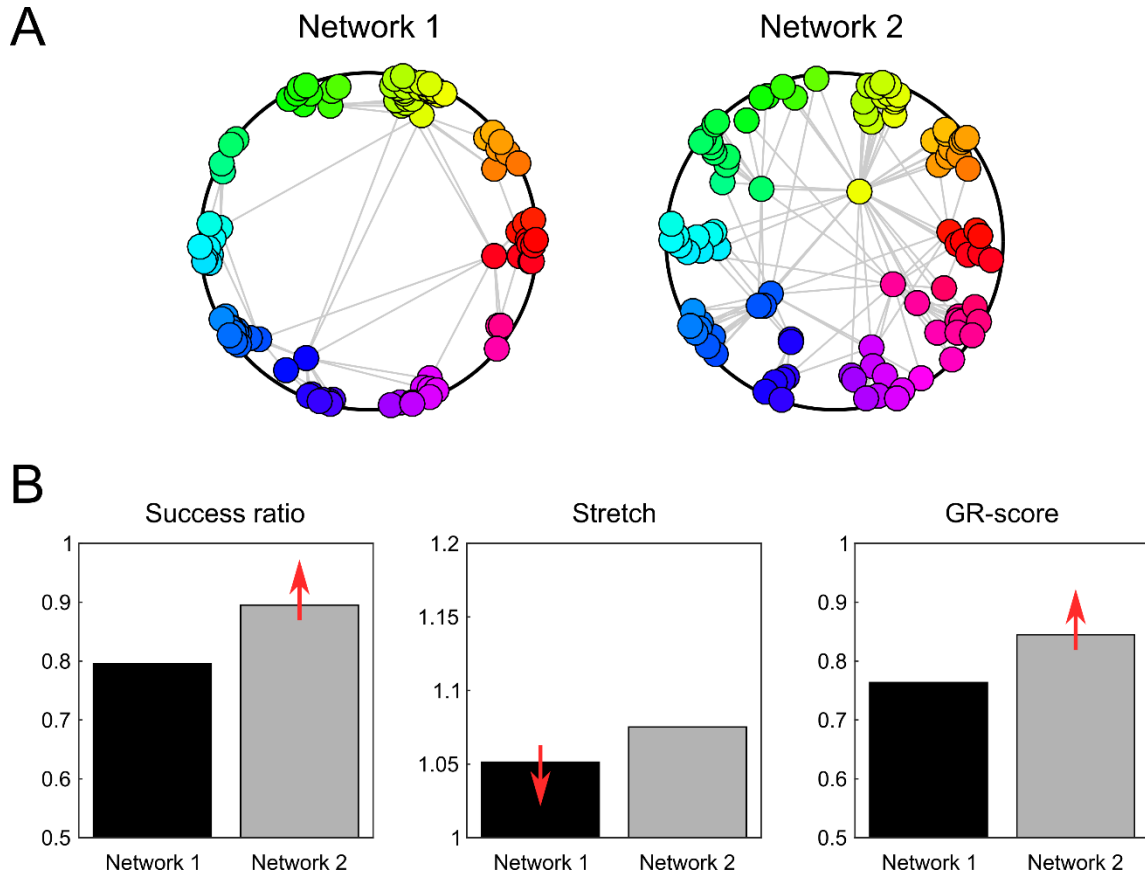 A
Network 1
Network 2
B
Success ratio
1
0.9
0.8
0.7
0.6
0.5
Network 1
Network 2
Stretch
1.2
1.15
1.1
1.05
1
Network 1
Network 2
GR-score
1
0.9
0.8
0.7
0.6
0.5
Network 1
Network 2